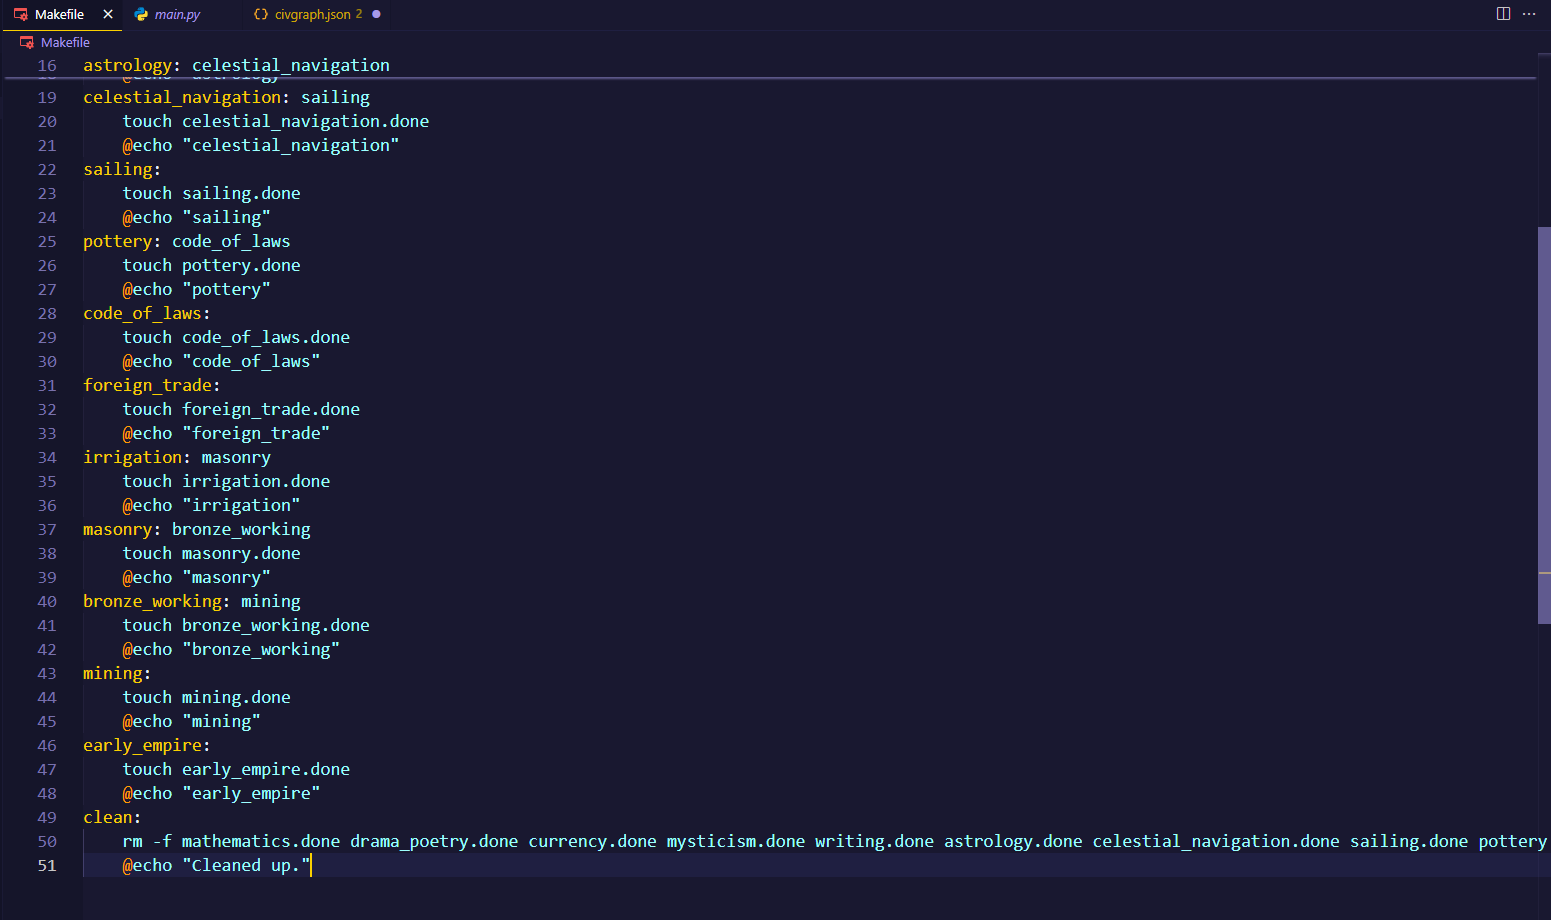 Makefile × main.py civgraph.json 2 ● ···
Makefile
16 astrology: celestial_navigation
19 celestial_navigation: sailing
20 touch celestial_navigation.done
21 @echo "celestial_navigation"
22 sailing:
23 touch sailing.done
24 @echo "sailing"
25 pottery: code_of_laws
26 touch pottery.done
27 @echo "pottery"
28 code_of_laws:
29 touch code_of_laws.done
30 @echo "code_of_laws"
31 foreign_trade:
32 touch foreign_trade.done
33 @echo "foreign_trade"
34 irrigation: masonry
35 touch irrigation.done
36 @echo "irrigation"
37 masonry: bronze_working
38 touch masonry.done
39 @echo "masonry"
40 bronze_working: mining
41 touch bronze_working.done
42 @echo "bronze_working"
43 mining:
44 touch mining.done
45 @echo "mining"
46 early_empire:
47 touch early_empire.done
48 @echo "early_empire"
49 clean:
50 rm -f mathematics.done drama_poetry.done currency.done mysticism.done writing.done astrology.done celestial_navigation.done sailing.done pottery
51 @echo "Cleaned up."